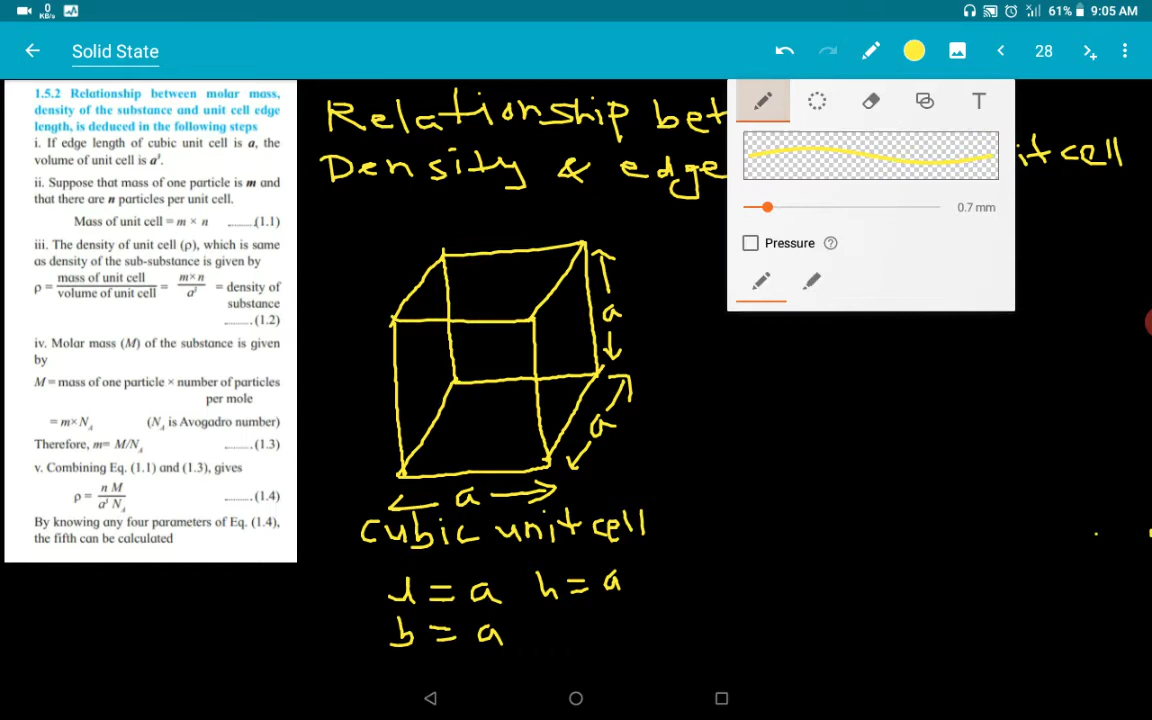 0
KB/s
61%
9:05 AM
Solid State
28
1.5.2 Relationship between molar mass,
density of the substance and unit cell edge
length, is deduced in the following steps
i. If edge length of cubic unit cell is a, the
volume of unit cell is a³.
ii. Suppose that mass of one particle is m and
that there are n particles per unit cell.
Mass of unit cell = m × n ..........(1.1)
iii. The density of unit cell (ρ), which is same
as density of the sub-substance is given by
ρ = mass of unit cell / volume of unit cell = m×n / a³ = density of
substance
..........(1.2)
iv. Molar mass (M) of the substance is given
by
M = mass of one particle × number of particles
per mole
= m×N_A (N_A is Avogadro number)
Therefore, m= M/N_A ..........(1.3)
v. Combining Eq. (1.1) and (1.3), gives
ρ = n M / a³ N_A ..........(1.4)
By knowing any four parameters of Eq. (1.4),
the fifth can be calculated
Relationship bet
Density & edge it cell
T
0.7 mm
Pressure ?
a
a
a
cubic unit cell
l = a h = a
b = a